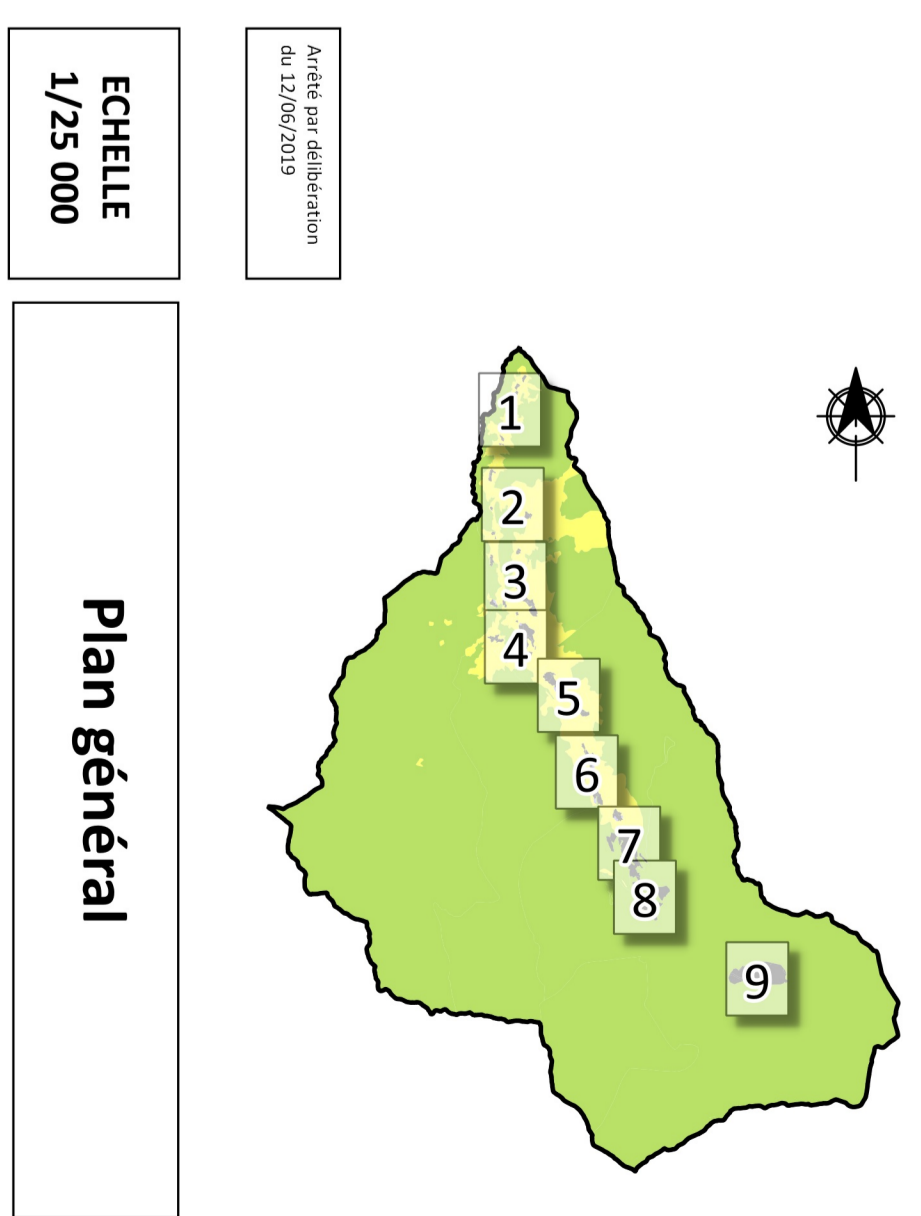 Arrêté par délibération
du 12/06/2019
ECHELLE
1/25 000
Plan général
1
2
3
4
5
6
7
8
9